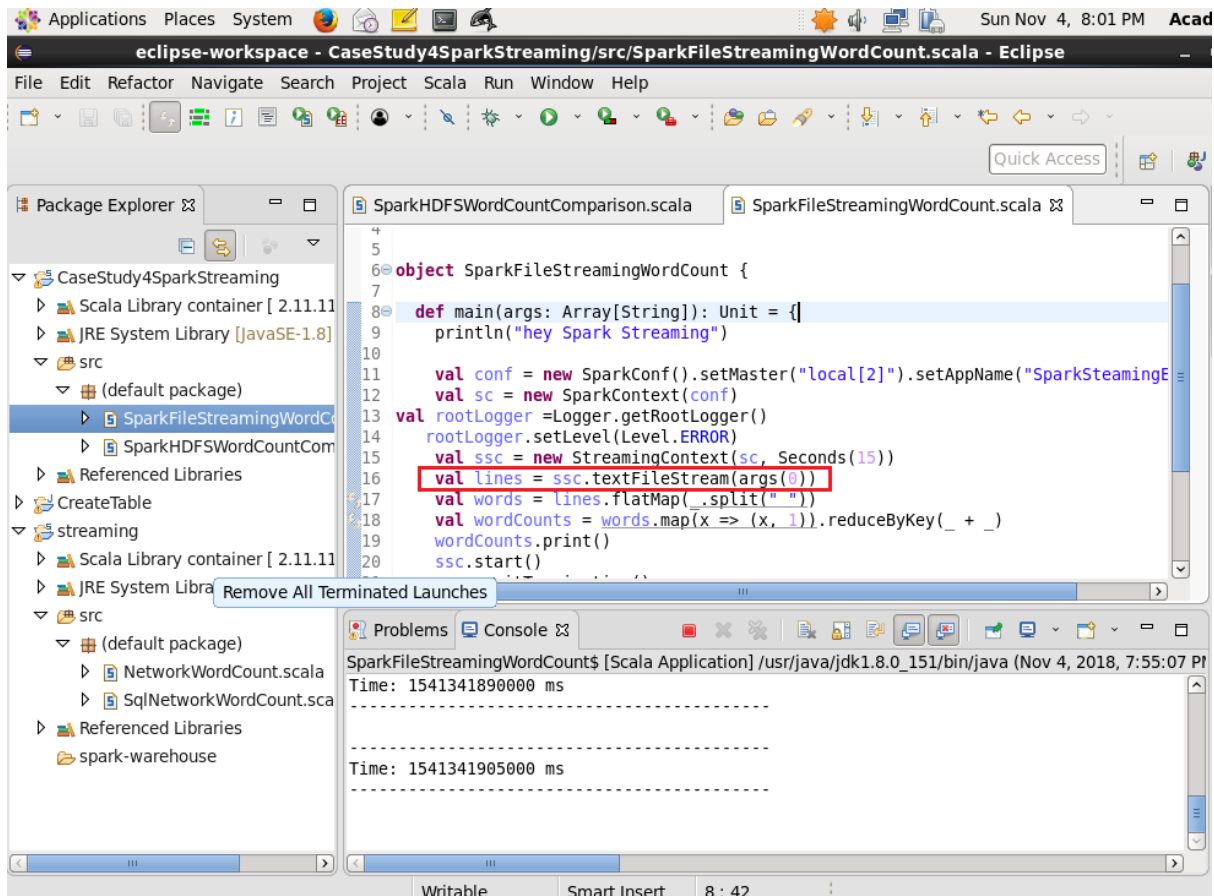 Applications Places System Sun Nov 4, 8:01 PM Acad
eclipse-workspace - CaseStudy4SparkStreaming/src/SparkFileStreamingWordCount.scala - Eclipse
File Edit Refactor Navigate Search Project Scala Run Window Help
Quick Access
Package Explorer
CaseStudy4SparkStreaming
Scala Library container [ 2.11.11
JRE System Library [JavaSE-1.8]
src
(default package)
SparkFileStreamingWordCo
SparkHDFSWordCountCom
Referenced Libraries
CreateTable
streaming
Scala Library container [ 2.11.11
JRE System Libra
Remove All Terminated Launches
src
(default package)
NetworkWordCount.scala
SqlNetworkWordCount.sca
Referenced Libraries
spark-warehouse
SparkHDFSWordCountComparison.scala SparkFileStreamingWordCount.scala
4
5
6 object SparkFileStreamingWordCount {
7
8 def main(args: Array[String]): Unit = {
9 println("hey Spark Streaming")
10
11 val conf = new SparkConf().setMaster("local[2]").setAppName("SparkSteamingE
12 val sc = new SparkContext(conf)
13 val rootLogger =Logger.getRootLogger()
14 rootLogger.setLevel(Level.ERROR)
15 val ssc = new StreamingContext(sc, Seconds(15))
16 val lines = ssc.textFileStream(args(0))
17 val words = lines.flatMap(_.split(" "))
18 val wordCounts = words.map(x => (x, 1)).reduceByKey(_ + _)
19 wordCounts.print()
20 ssc.start()
Problems Console
SparkFileStreamingWordCount$ [Scala Application] /usr/java/jdk1.8.0_151/bin/java (Nov 4, 2018, 7:55:07 PM
Time: 1541341890000 ms
-------------------------------------------
-------------------------------------------
Time: 1541341905000 ms
-------------------------------------------
Writable Smart Insert 8 : 42